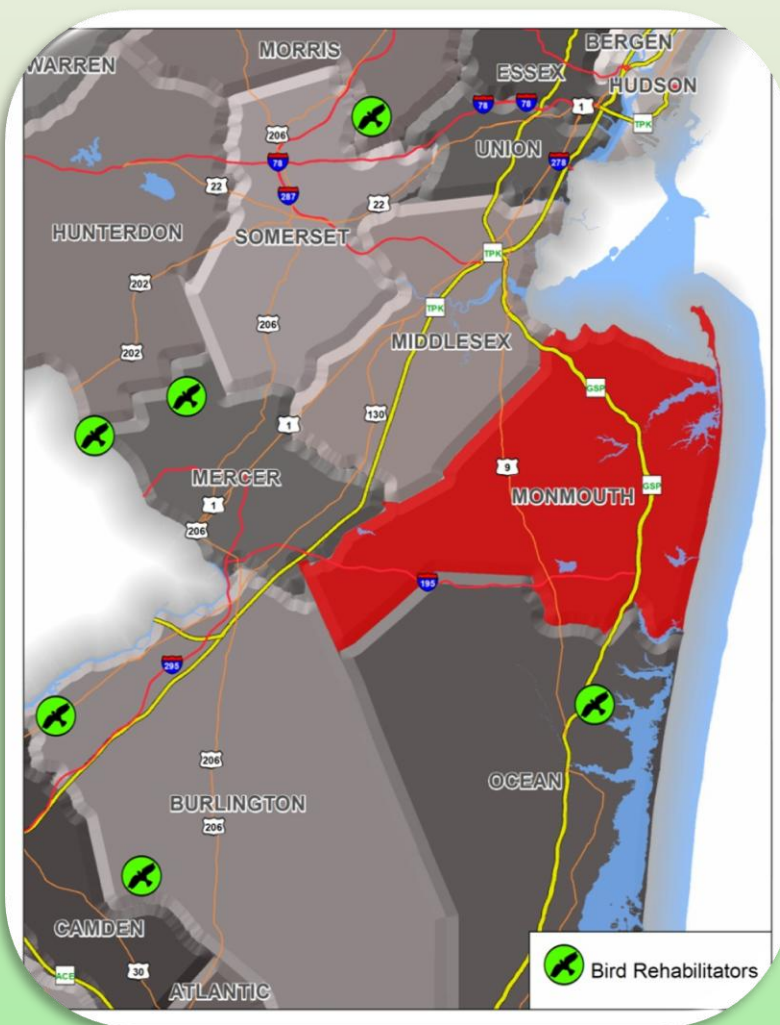 MORRIS
BERGEN
WARREN
ESSEX
HUDSON
78
78
1
TPK
206
UNION
78
278
22
287
22
HUNTERDON
SOMERSET
TPK
202
TPK
206
MIDDLESEX
202
GSP
130
1
9
MERCER
GSP
MONMOUTH
1
206
195
295
206
OCEAN
BURLINGTON
206
CAMDEN
30
ACE
ATLANTIC
Bird Rehabilitators